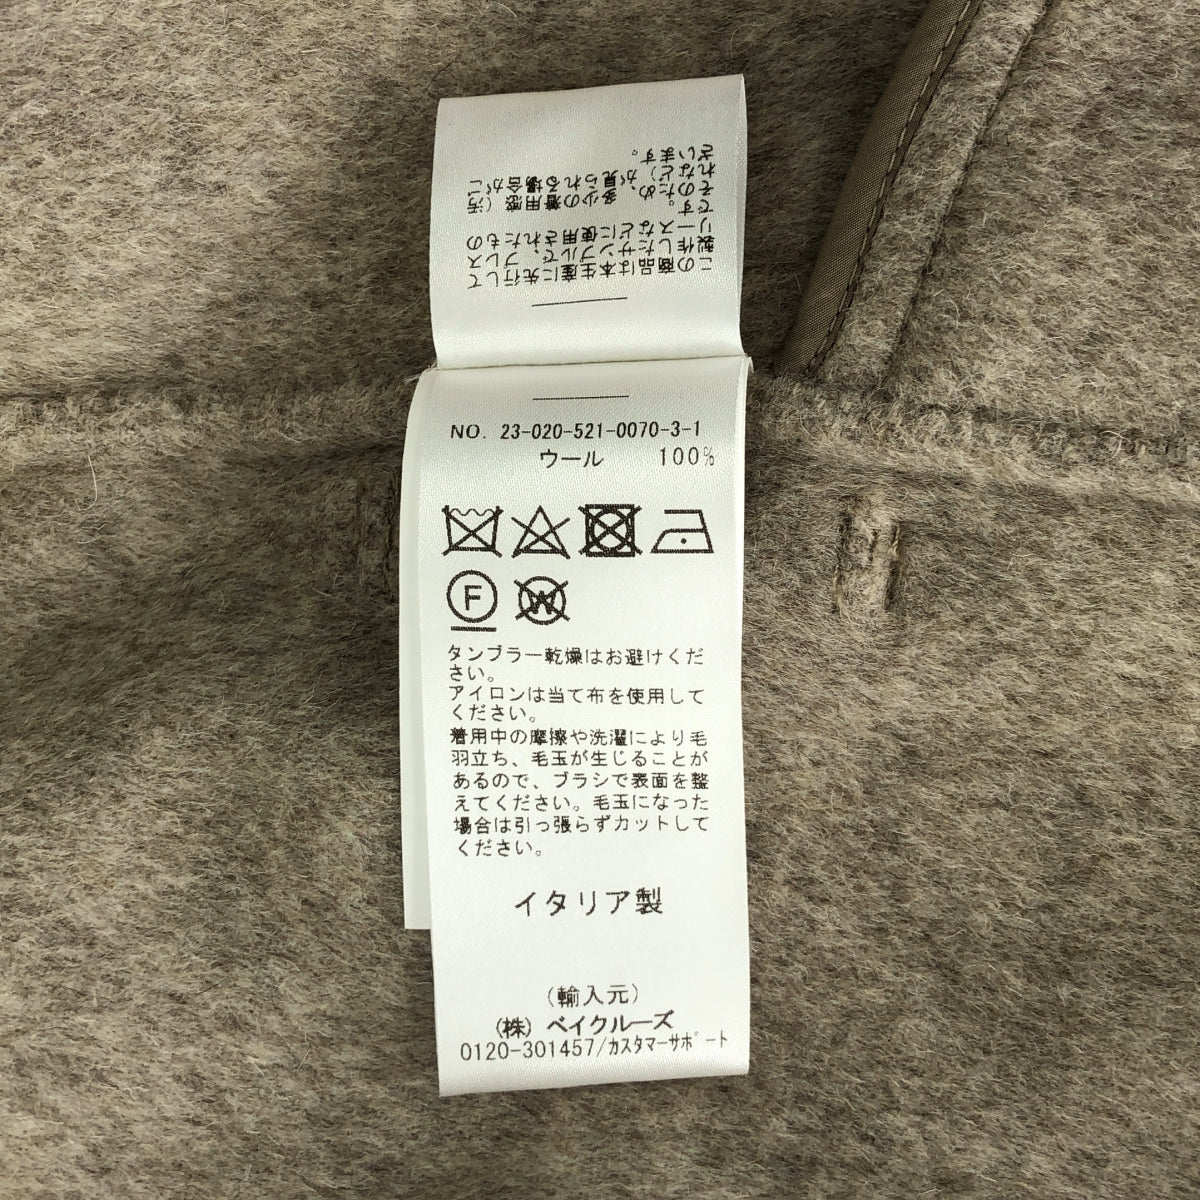 この商品は本生産に先行して
製作したサンプルで、プレス
リースなどに使用されたもの
です。
そのため、多少の着用感（汚
れなど）が見られる場合がご
ざいます。
NO. 23-020-521-0070-3-1
ウール 100%
F
W
タンブラー乾燥はお避けくだ
さい。
アイロンは当て布を使用して
ください。
着用中の摩擦や洗濯により毛
羽立ち、毛玉が生じることが
あるので、ブラシで表面を整
えてください。毛玉になった
場合は引っ張らずカットして
ください。
イタリア製
(輸入元)
(株) ベイクルーズ
0120-301457/ｶｽﾀﾏｰｻﾎﾟｰﾄ